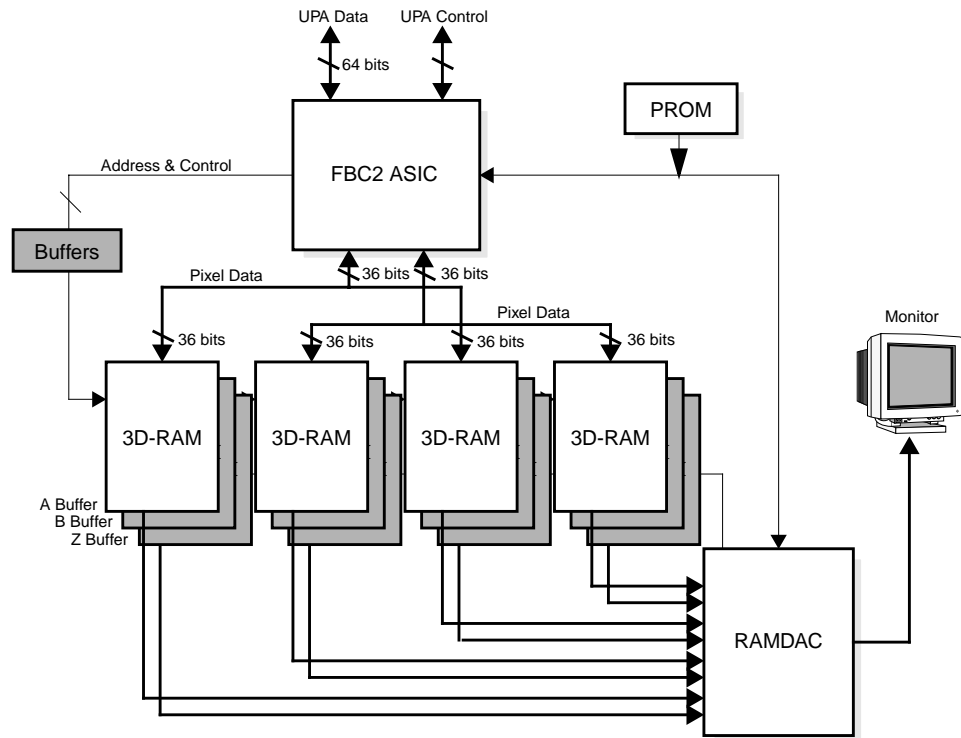 UPA Data
UPA Control
64 bits
PROM
FBC2 ASIC
Address & Control
Buffers
36 bits
36 bits
Pixel Data
Pixel Data
Monitor
36 bits
36 bits
36 bits
36 bits
3D-RAM
3D-RAM
3D-RAM
3D-RAM
A Buffer
B Buffer
Z Buffer
RAMDAC